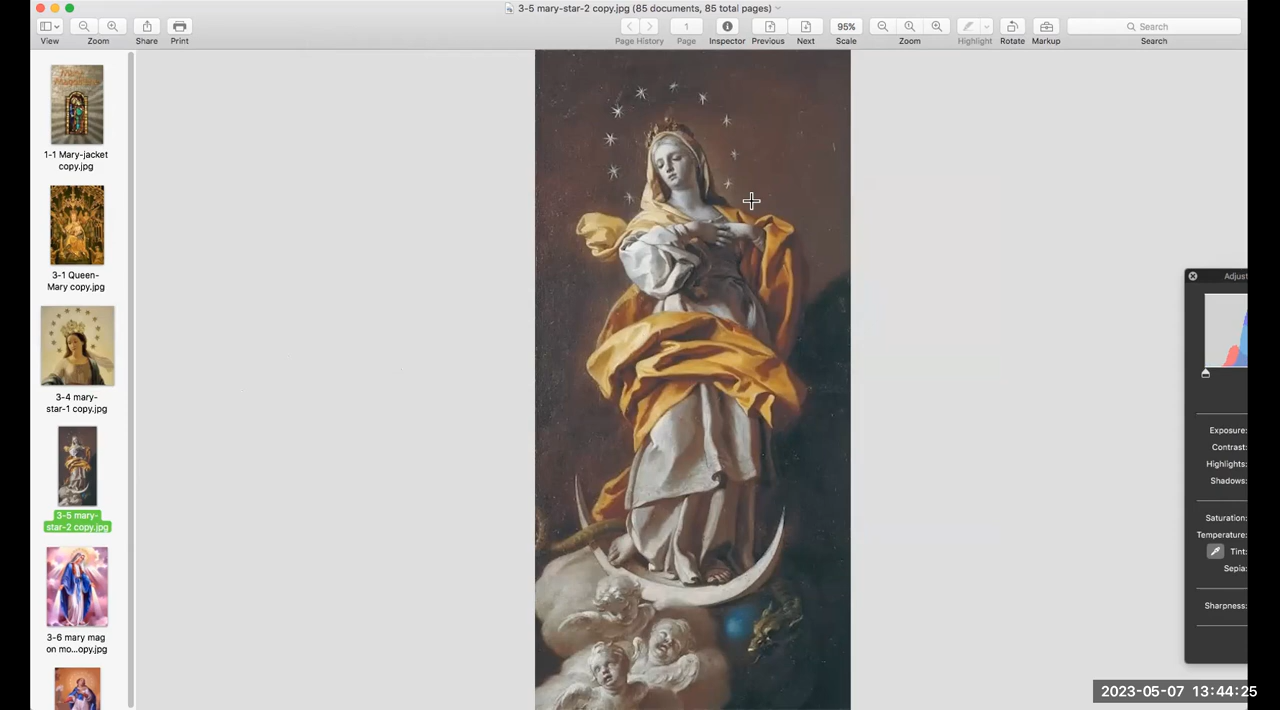 3-5 mary-star-2 copy.jpg (85 documents, 85 total pages)
View
Zoom
Share
Print
Page History
1
Page
Inspector
Previous
Next
95%
Scale
Zoom
Highlight
Rotate
Markup
Search
Search
1-1 Mary-jacket
copy.jpg
3-1 Queen-
Mary copy.jpg
3-4 mary-
star-1 copy.jpg
3-5 mary-
star-2 copy.jpg
3-6 mary mag
on mo...opy.jpg
Adjust
Exposure:
Contrast:
Highlights:
Shadows:
Saturation:
Temperature:
Tint:
Sepia:
Sharpness:
2023-05-07 13:44:25